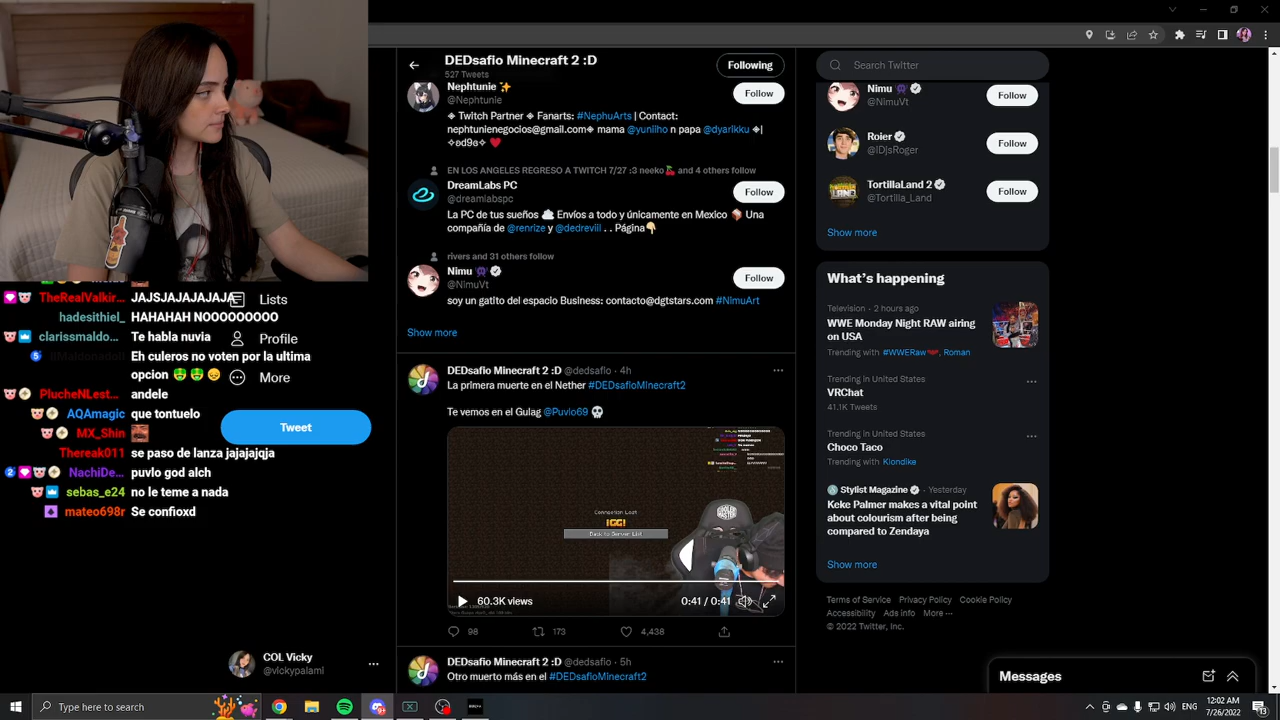 DEDsafio Minecraft 2 :D
527 Tweets
Following
Nephtunie ✨
@Nephtunie
Follow
Twitch Partner Fanarts: #NephuArts | Contact:
nephtunienegocios@gmail.com mama @yuniiho n papa @dyarikku
EN LOS ANGELES REGRESO A TWITCH 7/27 :3 neeko🍒 and 4 others follow
DreamLabs PC
@dreamlabspc
Follow
La PC de tus sueños ☁️ Envíos a todo y únicamente en Mexico 📦 Una
compañía de @renrize y @dedreviil . . Página👇🏻
rivers and 31 others follow
Nimu
@NimuVt
Follow
soy un gatito del espacio Business: contacto@dgtstars.com #NimuArt
Show more
DEDsafio Minecraft 2 :D @dedsafio · 4h
La primera muerte en el Nether #DEDsafioMinecraft2
Te vemos en el Gulag @Puvlo69 💀
Connection Lost
IGG!
Back to Server List
60.3K views
0:41 / 0:41
98
173
4,438
DEDsafio Minecraft 2 :D @dedsafio · 5h
Otro muerto más en el #DEDsafioMinecraft2
Search Twitter
Nimu
@NimuVt
Follow
Roier
@IDjsRoger
Follow
TortillaLand 2
@Tortilla_Land
Follow
Show more
What's happening
Television · 2 hours ago
WWE Monday Night RAW airing
on USA
Trending with #WWERaw, Roman
Trending in United States
VRChat
41.1K Tweets
Trending in United States
Choco Taco
Trending with Klondike
Stylist Magazine · Yesterday
Keke Palmer makes a vital point
about colourism after being
compared to Zendaya
Show more
Terms of Service Privacy Policy Cookie Policy
Accessibility Ads info More ···
© 2022 Twitter, Inc.
Messages
TheRealValkir... JAJSJAJAJAJAJA
hadesithiel_ HAHAHAH NOOOOOOOOO
clarissmaldo... Te habla nuvia
IIMaldonadoII Eh culeros no voten por la ultima
opcion 🤑🤑😞
PlucheNLest... andele
AQAmagic que tontuelo
MX_Shin
Thereak011 se paso de lanza jajajajqja
NachiDe... puvlo god alch
sebas_e24 no le teme a nada
mateo698r Se confioxd
Lists
Profile
More
Tweet
COL Vicky
@vickypalami
Type here to search
ENG
12:02 AM
7/26/2022